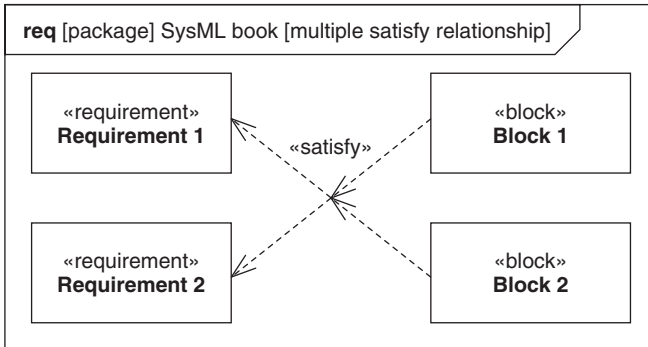 req [package] SysML book [multiple satisfy relationship]
«requirement»
Requirement 1
«satisfy»
«block»
Block 1
«requirement»
Requirement 2
«block»
Block 2